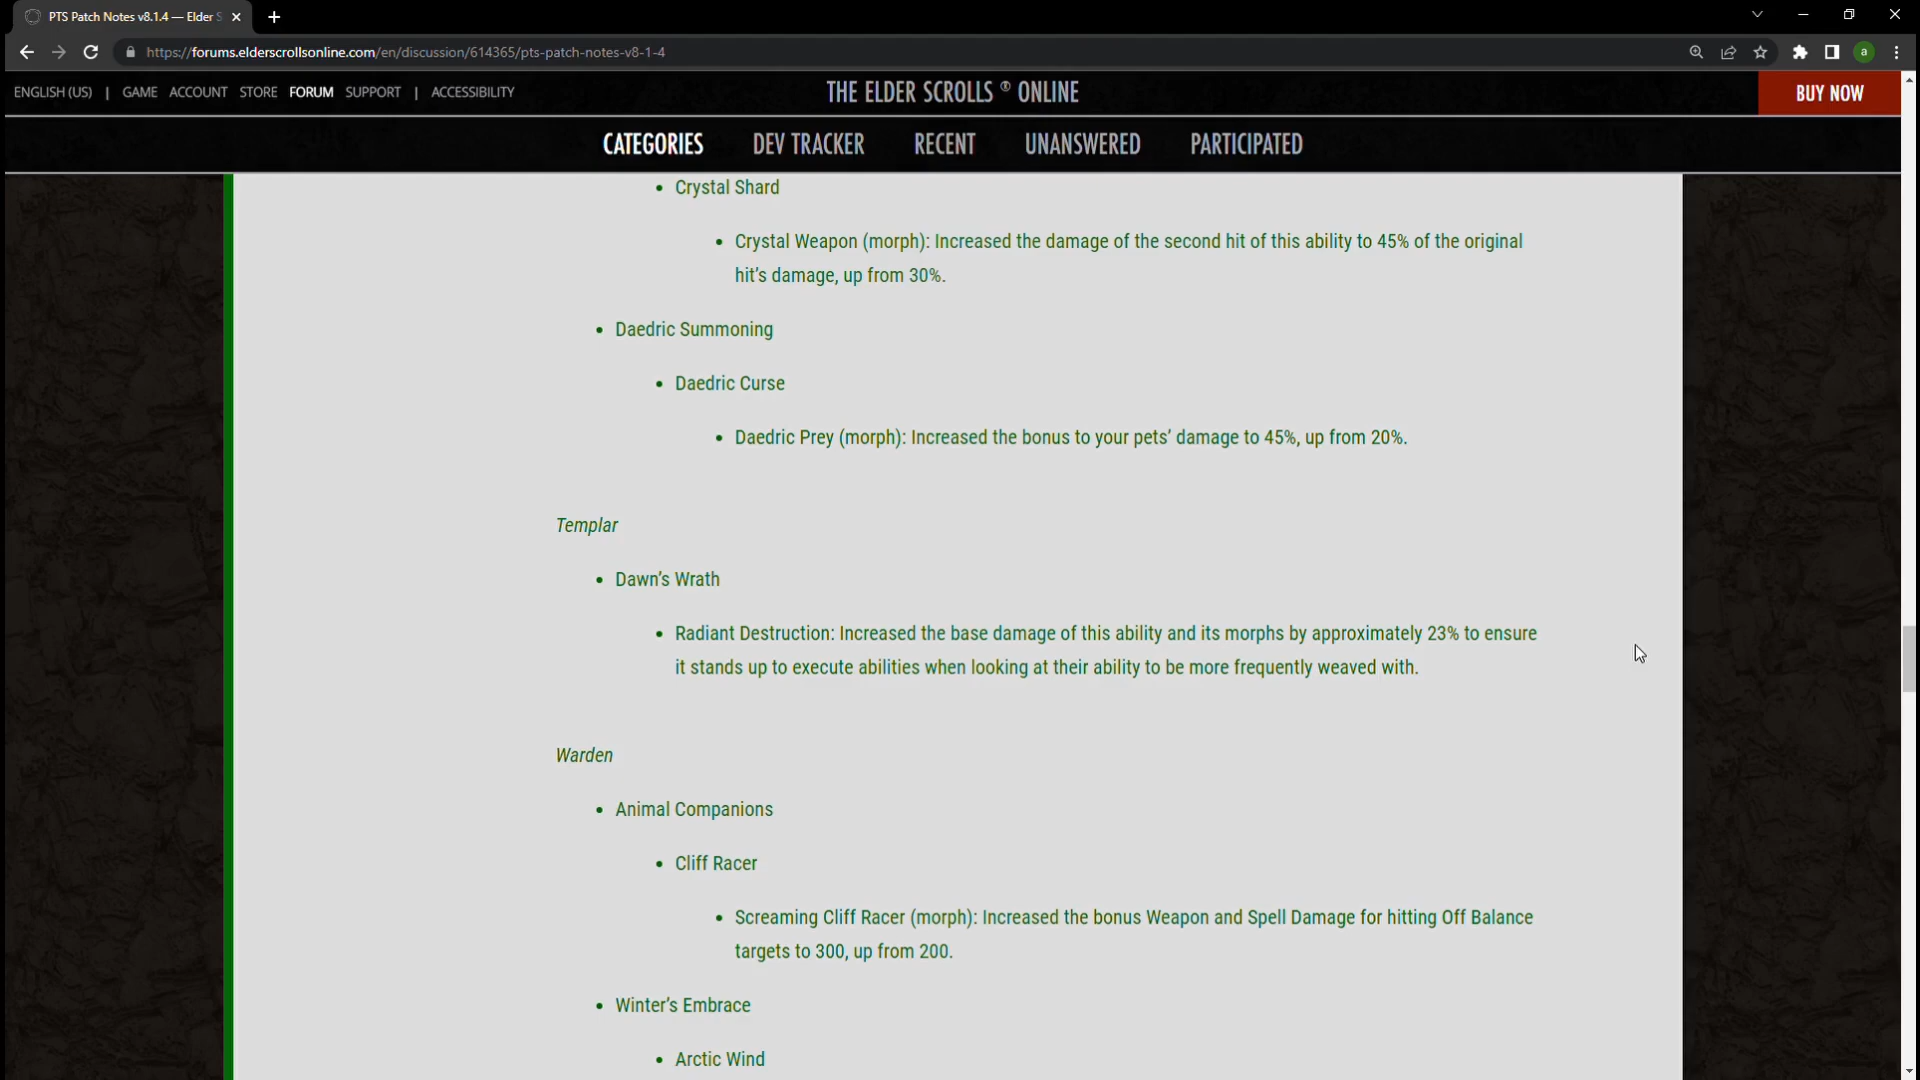 PTS Patch Notes v8.1.4 — Elder S
https://forums.elderscrollsonline.com/en/discussion/614365/pts-patch-notes-v8-1-4
a
ENGLISH (US) | GAME ACCOUNT STORE FORUM SUPPORT | ACCESSIBILITY
THE ELDER SCROLLS ® ONLINE
BUY NOW
CATEGORIES DEV TRACKER RECENT UNANSWERED PARTICIPATED
• Crystal Shard
• Crystal Weapon (morph): Increased the damage of the second hit of this ability to 45% of the original
hit's damage, up from 30%.
• Daedric Summoning
• Daedric Curse
• Daedric Prey (morph): Increased the bonus to your pets' damage to 45%, up from 20%.
Templar
• Dawn's Wrath
• Radiant Destruction: Increased the base damage of this ability and its morphs by approximately 23% to ensure
it stands up to execute abilities when looking at their ability to be more frequently weaved with.
Warden
• Animal Companions
• Cliff Racer
• Screaming Cliff Racer (morph): Increased the bonus Weapon and Spell Damage for hitting Off Balance
targets to 300, up from 200.
• Winter's Embrace
• Arctic Wind